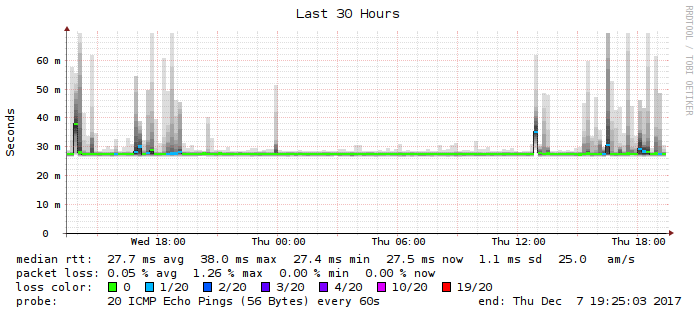 Last 30 Hours
RRDTOOL / TOBI OETIKER
Seconds
60 m
50 m
40 m
30 m
20 m
10 m
0
Wed 18:00 Thu 00:00 Thu 06:00 Thu 12:00 Thu 18:00
median rtt: 27.7 ms avg 38.0 ms max 27.4 ms min 27.5 ms now 1.1 ms sd 25.0 am/s
packet loss: 0.05 % avg 1.26 % max 0.00 % min 0.00 % now
loss color: 0 1/20 2/20 3/20 4/20 10/20 19/20
probe: 20 ICMP Echo Pings (56 Bytes) every 60s end: Thu Dec 7 19:25:03 2017